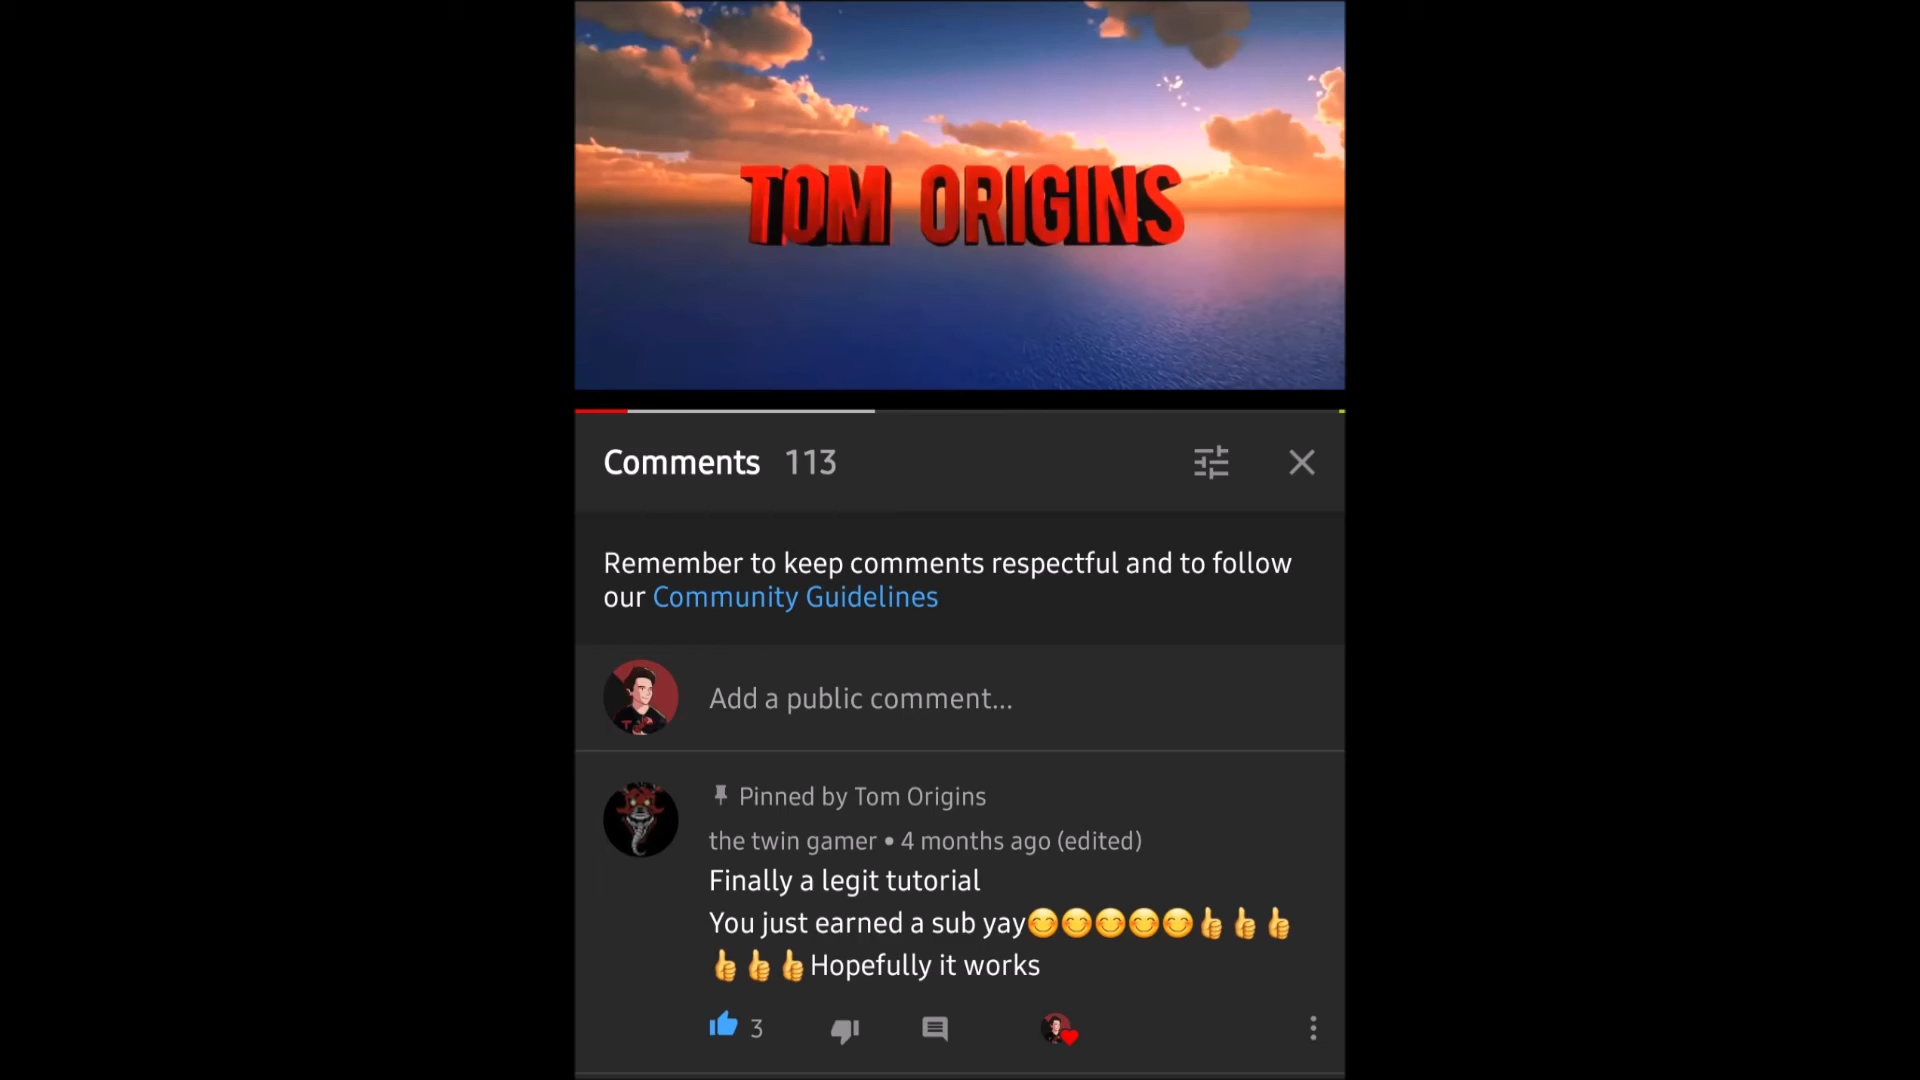 TOM ORIGINS
Comments 113
Remember to keep comments respectful and to follow
our Community Guidelines
Add a public comment...
Pinned by Tom Origins
the twin gamer • 4 months ago (edited)
Finally a legit tutorial
You just earned a sub yay😊😊😊😊😊👍👍👍
👍👍👍Hopefully it works
3